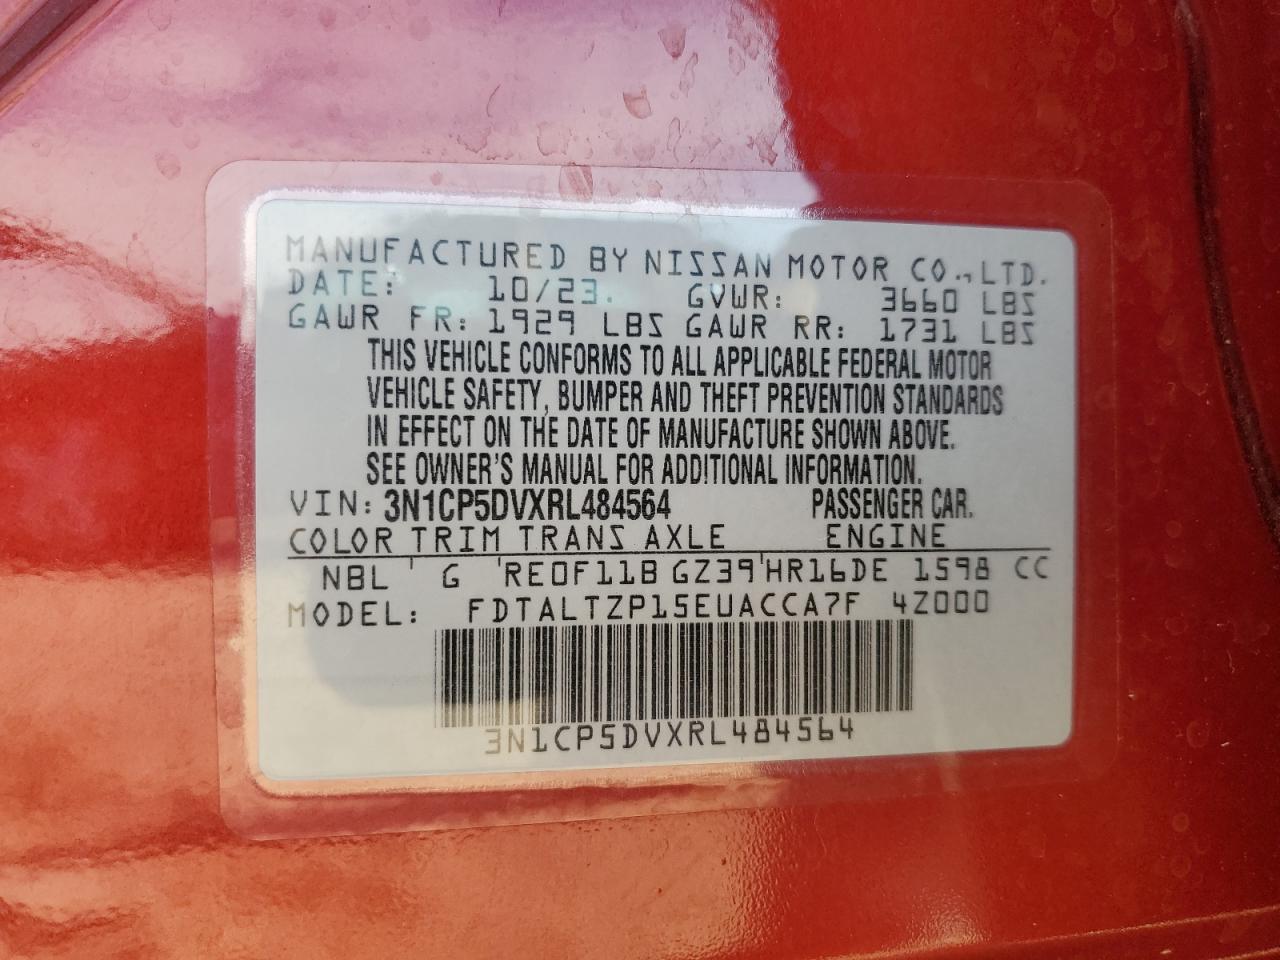 MANUFACTURED BY NISSAN MOTOR CO.,LTD.
DATE: 10/23. GVWR: 3660 LBS
GAWR FR: 1929 LBS GAWR RR: 1731 LBS
THIS VEHICLE CONFORMS TO ALL APPLICABLE FEDERAL MOTOR
VEHICLE SAFETY, BUMPER AND THEFT PREVENTION STANDARDS
IN EFFECT ON THE DATE OF MANUFACTURE SHOWN ABOVE.
SEE OWNER'S MANUAL FOR ADDITIONAL INFORMATION.
VIN: 3N1CP5DVXRL484564 PASSENGER CAR.
COLOR TRIM TRANS AXLE ENGINE
NBL ' G 'RE0F11B GZ39'HR16DE 1598 CC
MODEL: FDTALTZP15EUACCA7F 4Z000
3N1CP5DVXRL484564